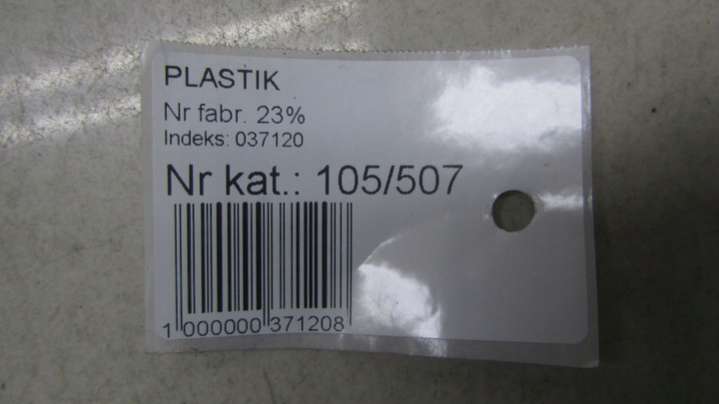 PLASTIK
Nr fabr. 23%
Indeks: 037120
Nr kat.: 105/507
1 000000 371208